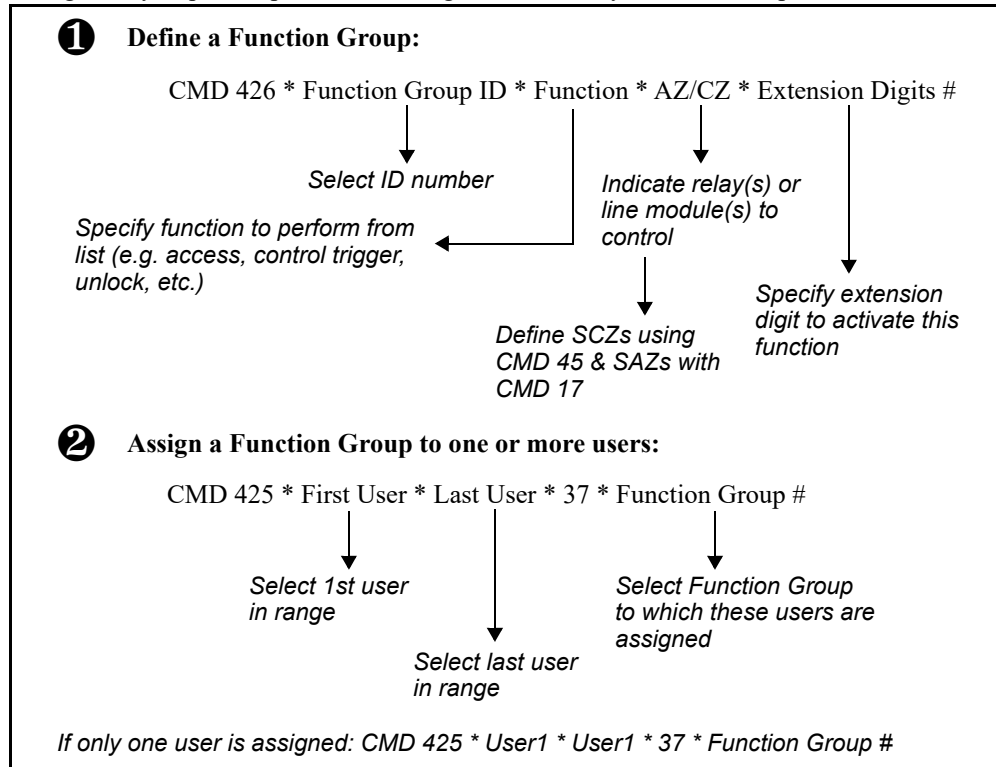 ❶ Define a Function Group:
CMD 426 * Function Group ID * Function * AZ/CZ * Extension Digits #
Select ID number
Specify function to perform from
list (e.g. access, control trigger,
unlock, etc.)
Indicate relay(s) or
line module(s) to
control
Define SCZs using
CMD 45 & SAZs with
CMD 17
Specify extension
digit to activate this
function
❷ Assign a Function Group to one or more users:
CMD 425 * First User * Last User * 37 * Function Group #
Select 1st user
in range
Select last user
in range
Select Function Group
to which these users are
assigned
If only one user is assigned: CMD 425 * User1 * User1 * 37 * Function Group #